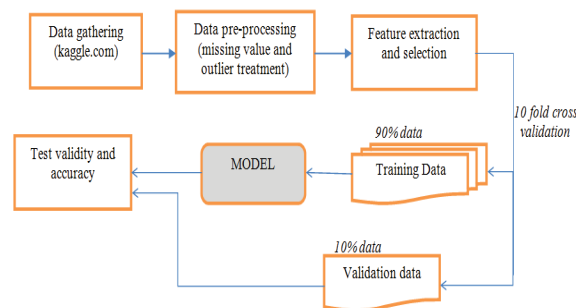 Data gathering
(kaggle.com)
Data pre-processing
(missing value and
outlier treatment)
Feature extraction
and selection
10 fold cross
validation
90% data
Training Data
MODEL
Test validity and
accuracy
10% data
Validation data